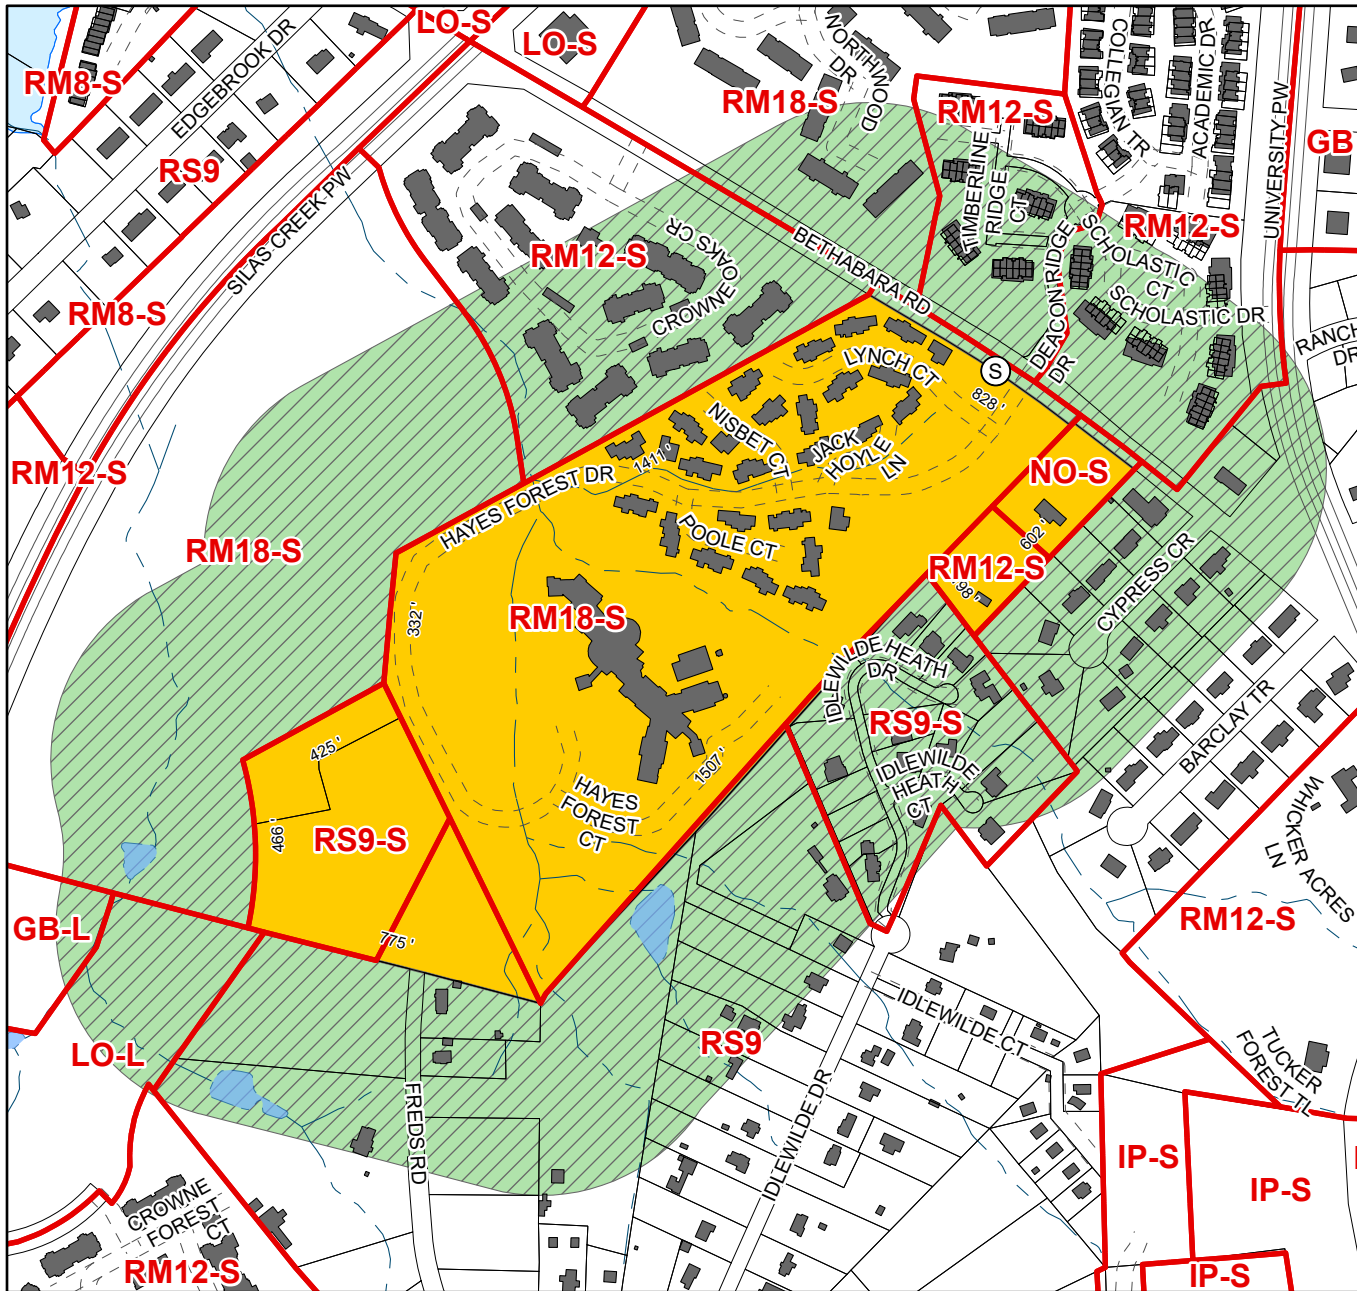 LO-S
LO-S
RM8-S
EDGEBROOK DR
RS9
SILAS CREEK PW
RM8-S
RM12-S
NORTHWOOD
DR
RM18-S
RM12-S
COLLEGIAN TR
ACADEMIC DR
UNIVERSITY PW
GB
TIMBERLINE
RIDGE
CT
RM12-S
SCHOLASTIC
CT
SCHOLASTIC DR
DEACON RIDGE
DR
RANCH
DR
BETHABARA RD
RM12-S
CROWNE OAKS CR
S
828 '
LYNCH CT
NISBET CT
JACK
HOYLE
LN
1411 '
HAYES FOREST DR
POOLE CT
NO-S
602 '
RM12-S
98 '
CYPRESS CR
RM18-S
RM18-S
332 '
IDLEWILDE HEATH
DR
RS9-S
IDLEWILDE
HEATH
CT
BARCLAY TR
WHICKER ACRES
LN
1507 '
HAYES
FOREST
CT
425 '
466 '
RS9-S
775 '
GB-L
LO-L
RM12-S
RS9
IDLEWILDE CT
IDLEWILDE DR
FREDS RD
TUCKER
FOREST TL
CROWNE
FOREST
CT
RM12-S
IP-S
IP-S
IP-S